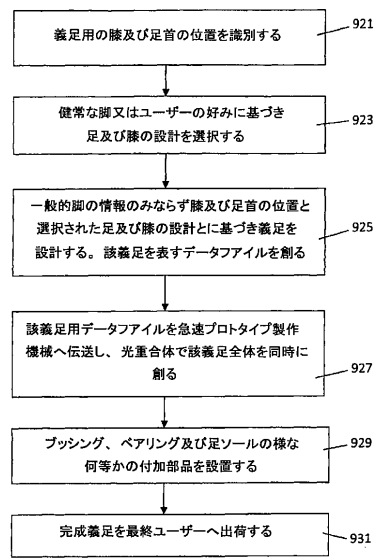 義足用の膝及び足首の位置を識別する
921
健常な脚又はユーザーの好みに基づき
足及び膝の設計を選択する
923
一般的脚の情報のみならず膝及び足首の位置と
選択された足及び膝の設計とに基づき義足を
設計する。該義足を表すデータファイルを創る
925
該義足用データファイルを急速プロトタイプ製作
機械へ伝送し、光重合体で該義足全体を同時に
創る
927
ブッシング、ベアリング及び足ソールの様な
何等かの付加部品を設置する
929
完成義足を最終ユーザーへ出荷する
931